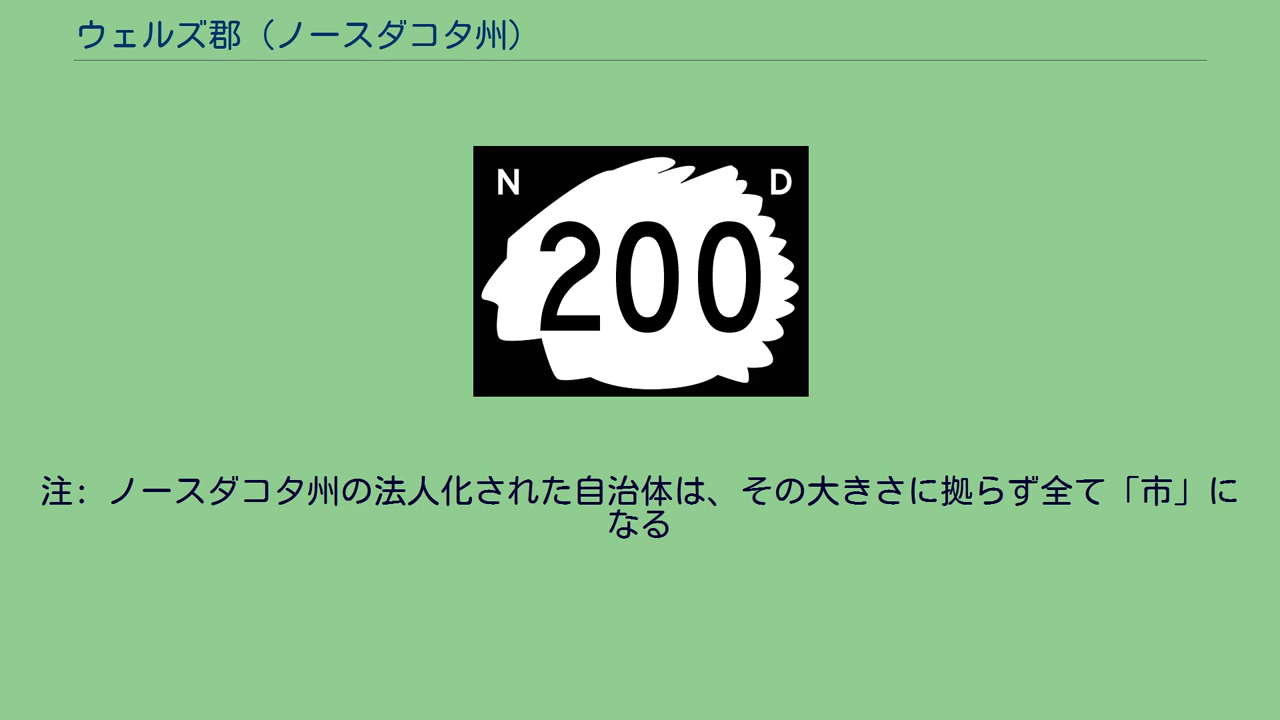 ウェルズ郡（ノースダコタ州）
N D
200
注: ノースダコタ州の法人化された自治体は、その大きさに拠らず全て「市」に
なる